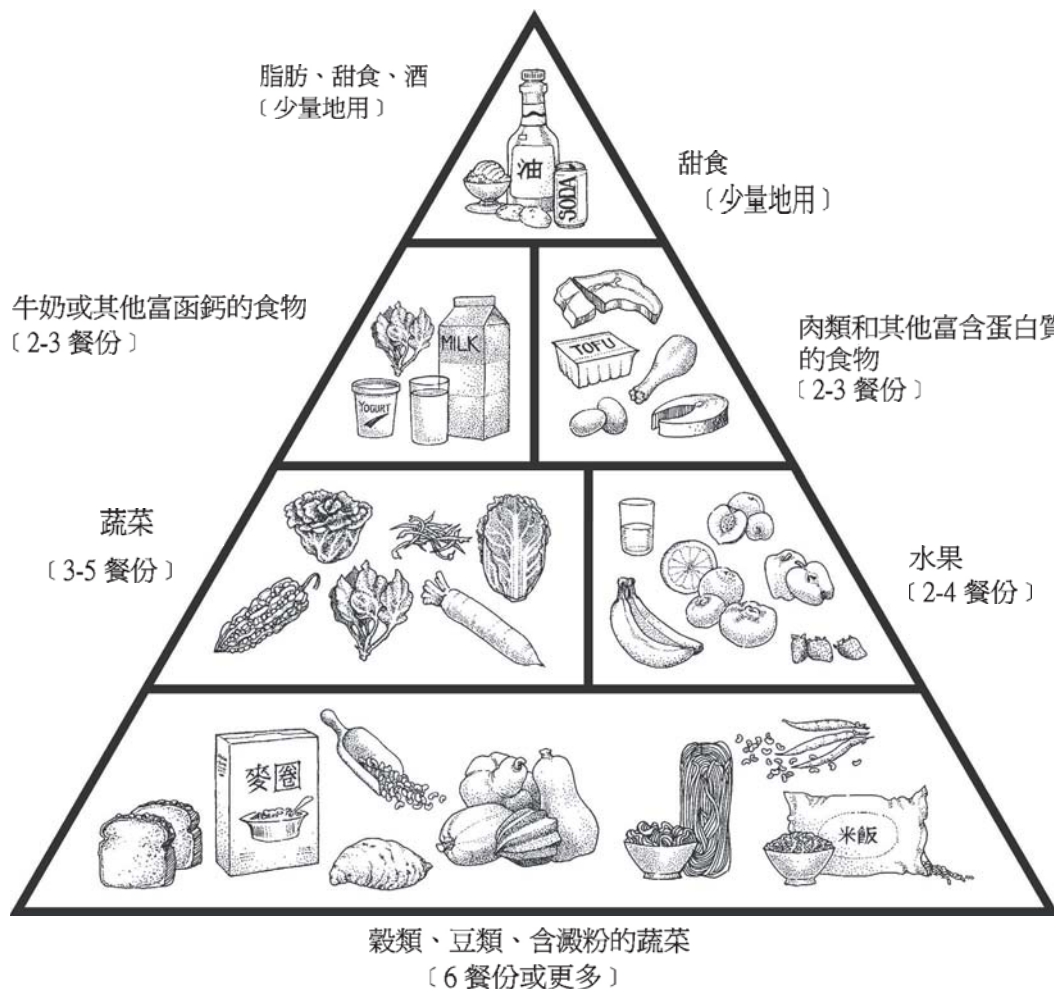 脂肪、甜食、酒
﹝少量地用﹞
油
SODA
甜食
﹝少量地用﹞
牛奶或其他富函鈣的食物
﹝2-3 餐份﹞
MILK
YOGURT
TOFU
肉類和其他富含蛋白質
的食物
﹝2-3 餐份﹞
蔬菜
﹝3-5 餐份﹞
水果
﹝2-4 餐份﹞
麥圈
米飯
穀類、豆類、含澱粉的蔬菜
﹝6 餐份或更多﹞